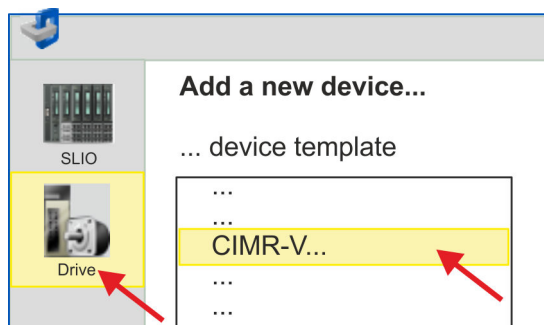 Add a new device...
SLIO
... device template
...
...
CIMR-V...
Drive
...
...